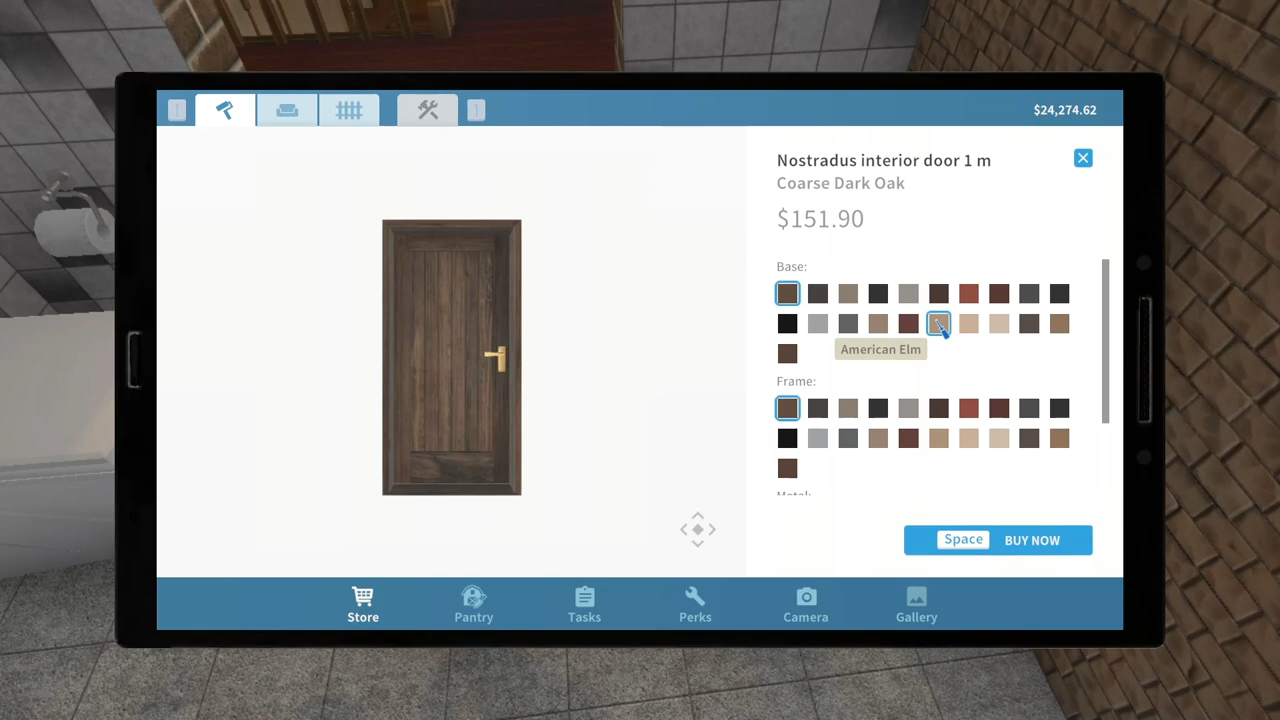 $24,274.62
Nostradus interior door 1 m
Coarse Dark Oak
$151.90
Base:
American Elm
Frame:
Metal:
Space BUY NOW
Store Pantry Tasks Perks Camera Gallery